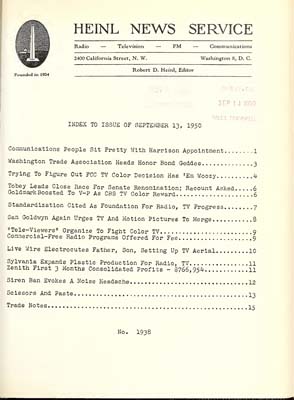 HEINL NEWS SERVICE
Radio — Television — FM — Communications
2400 California Street, N. W. Washington 8, D. C.
Robert D. Heinl, Editor
Founded in 1924
SEP 13 1950
INDEX TO ISSUE OF SEPTEMBER 13, 1950
Communications People Sit Pretty With Harrison Appointment........1
Washington Trade Association Heads Honor Bond Geddes..............3
Trying To Figure Out FCC TV Color Decision Has 'Em Woozy..........4
Tobey Leads Close Race For Senate Renomination; Recount Asked.....6
Goldmark Boosted To V-P As CBS TV Color Reward....................6
Standardization Cited As Foundation For Radio, TV Progress........7
Sam Goldwyn Again Urges TV And Motion Pictures To Merge...........8
"Tele-Viewers" Organize To Fight Color TV.........................9
Commercial-Free Radio Programs Offered For Fee....................9
Live Wire Electrocutes Father, Son, Setting Up TV Aerial.........10
Sylvania Expands Plastic Production For Radio, TV................11
Zenith First 3 Months Consolidated Profits - $766,954............11
Siren Ban Evokes A Noise Headache................................12
Scissors And Paste...............................................13
Trade Notes......................................................15
No. 1938